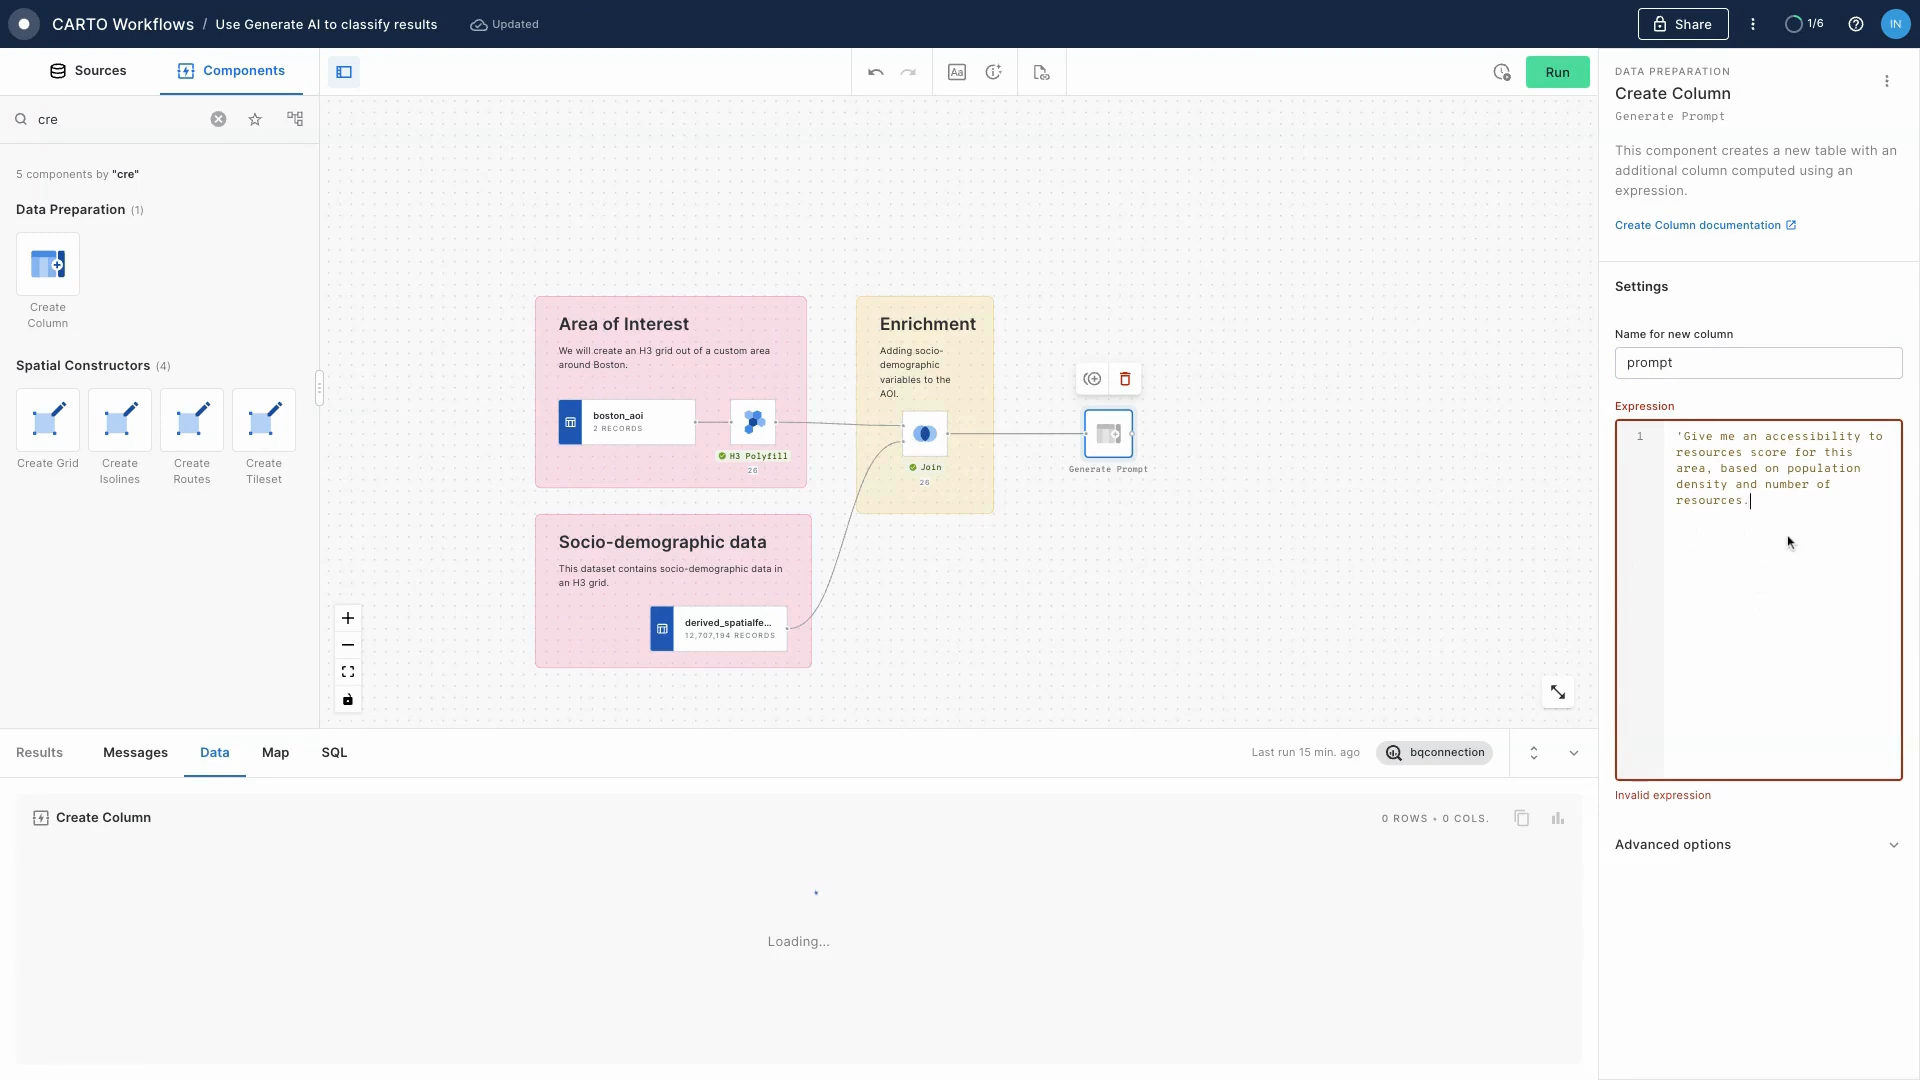 CARTO Workflows / Use Generate AI to classify results
Updated
Share
1/6
IN
Sources
Components
Aa
Run
cre
5 components by "cre"
Data Preparation (1)
Create
Column
Spatial Constructors (4)
Create Grid
Create
Isolines
Create
Routes
Create
Tileset
Area of Interest
We will create an H3 grid out of a custom area
around Boston.
boston_aoi
2 RECORDS
H3 Polyfill
26
Enrichment
Adding socio-
demographic
variables to the
AOI.
Join
26
Generate Prompt
Socio-demographic data
This dataset contains socio-demographic data in
an H3 grid.
derived_spatialfe...
12,707,194 RECORDS
Results
Messages
Data
Map
SQL
Last run 15 min. ago
bqconnection
Create Column
0 ROWS • 0 COLS.
Loading...
DATA PREPARATION
Create Column
Generate Prompt
This component creates a new table with an
additional column computed using an
expression.
Create Column documentation
Settings
Name for new column
prompt
Expression
1
'Give me an accessibility to
resources score for this
area, based on population
density and number of
resources.
Invalid expression
Advanced options